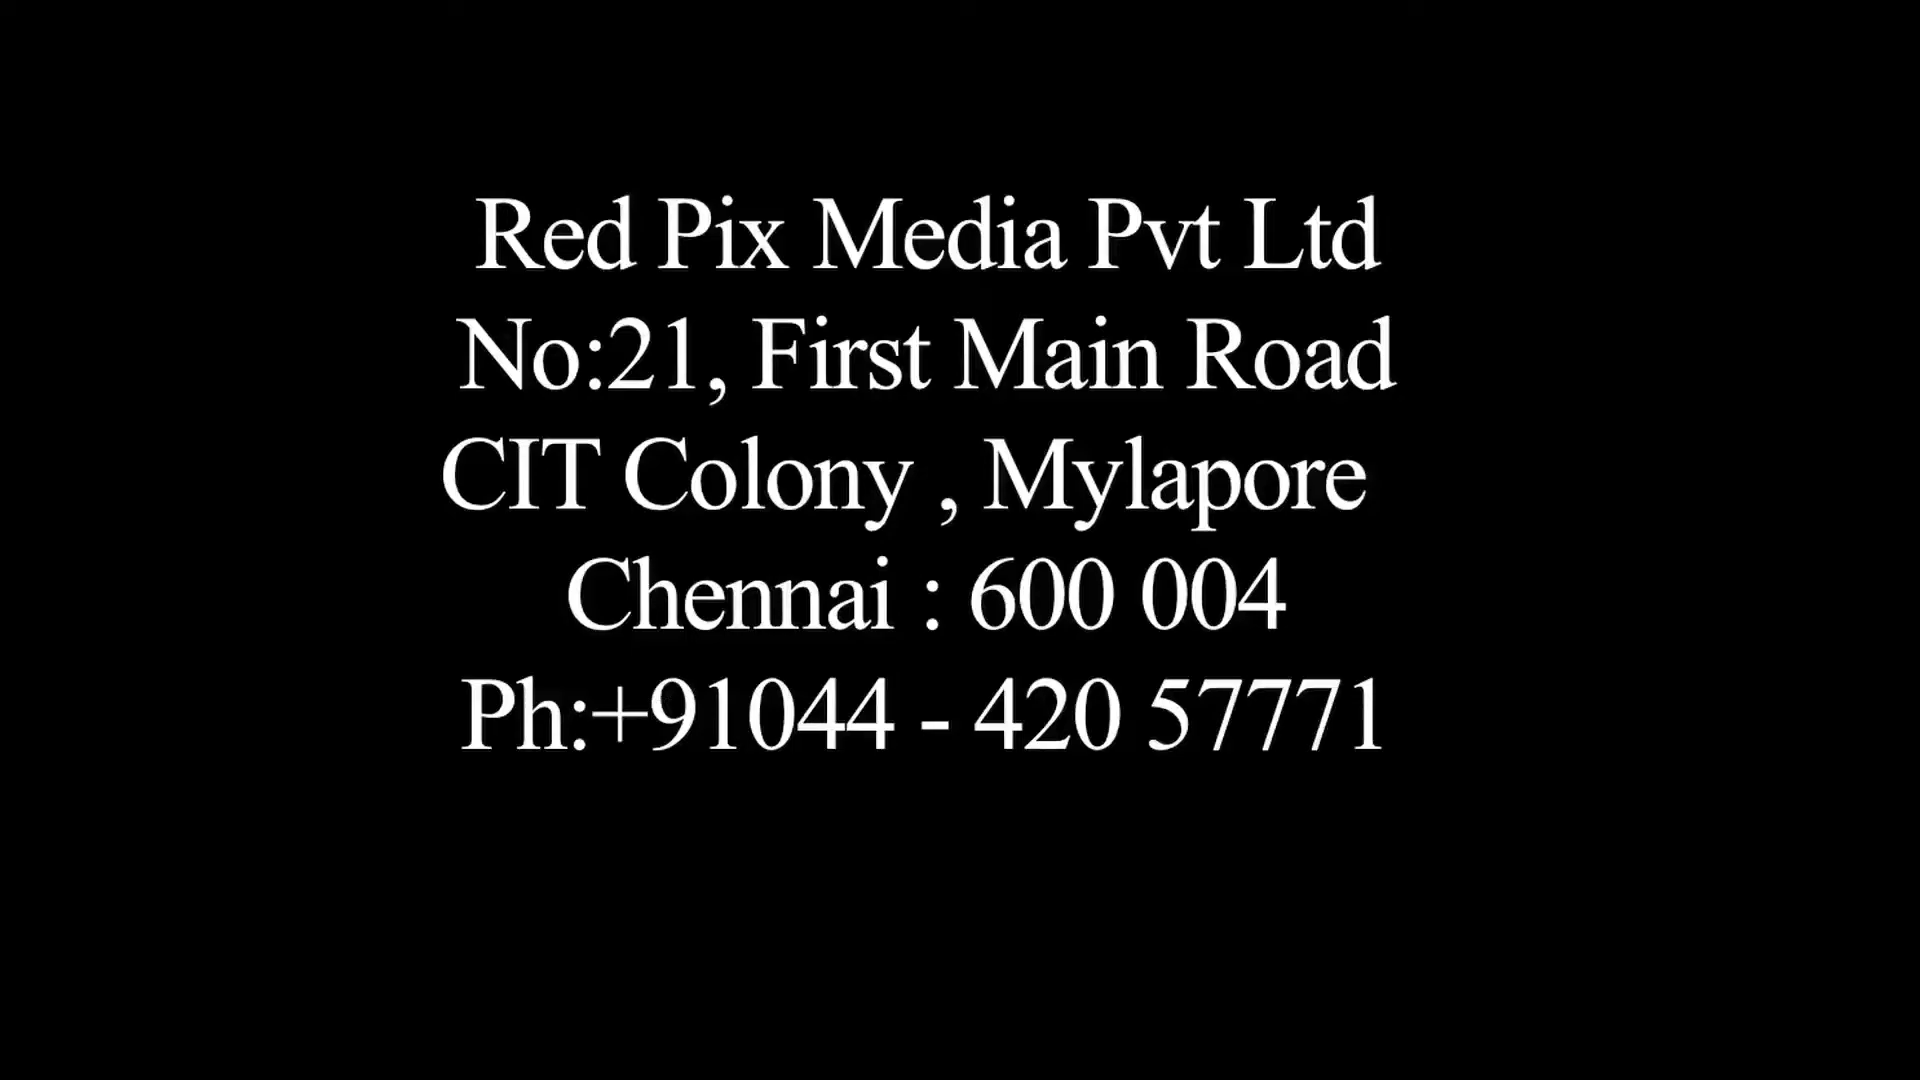 Red Pix Media Pvt Ltd
No:21, First Main Road
CIT Colony , Mylapore
Chennai : 600 004
Ph:+91044 - 420 57771